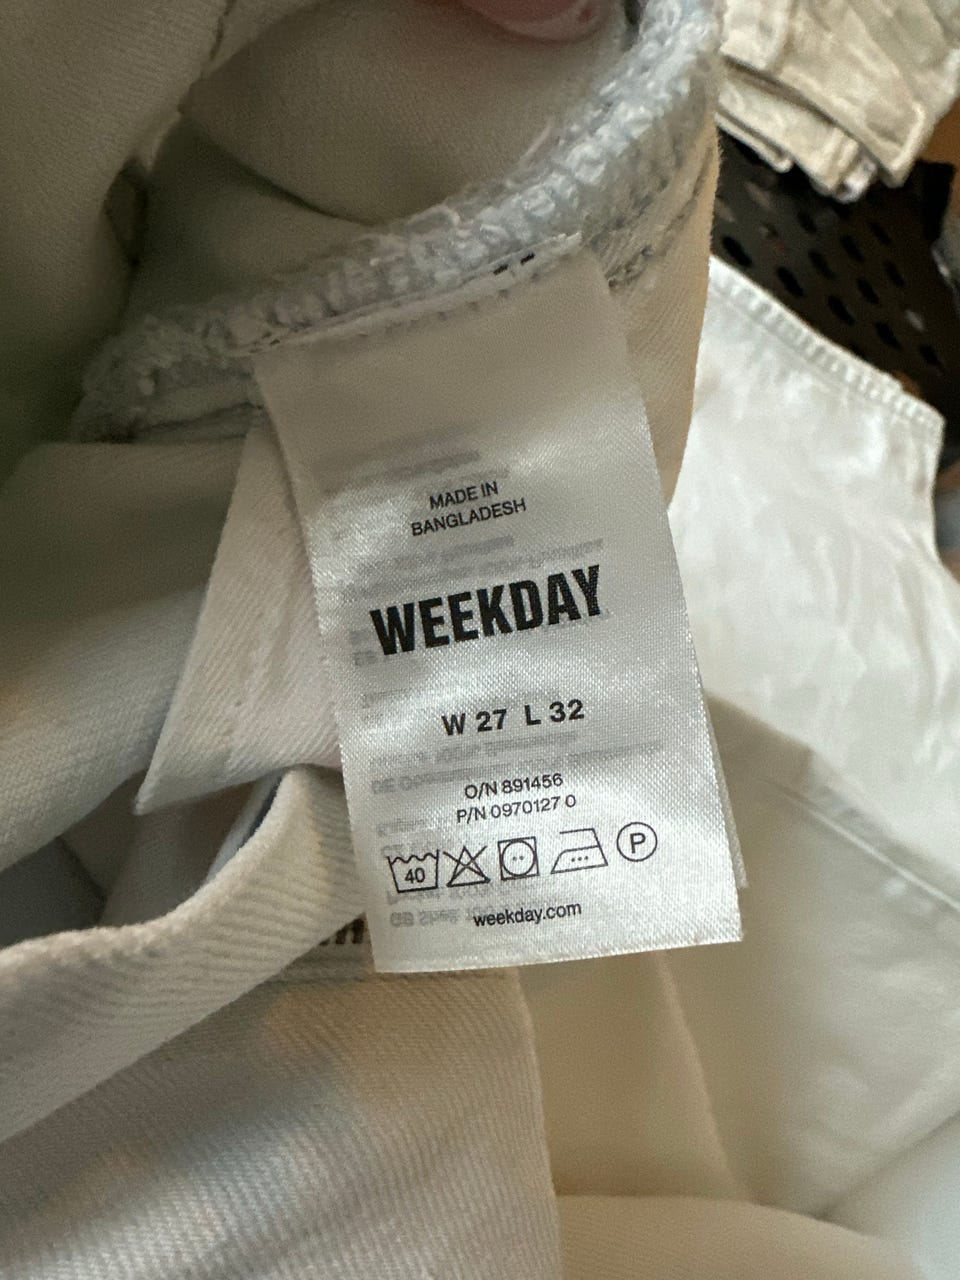 MADE IN
BANGLADESH
WEEKDAY
W 27 L 32
O/N 891456
P/N 0970127 0
40
P
weekday.com